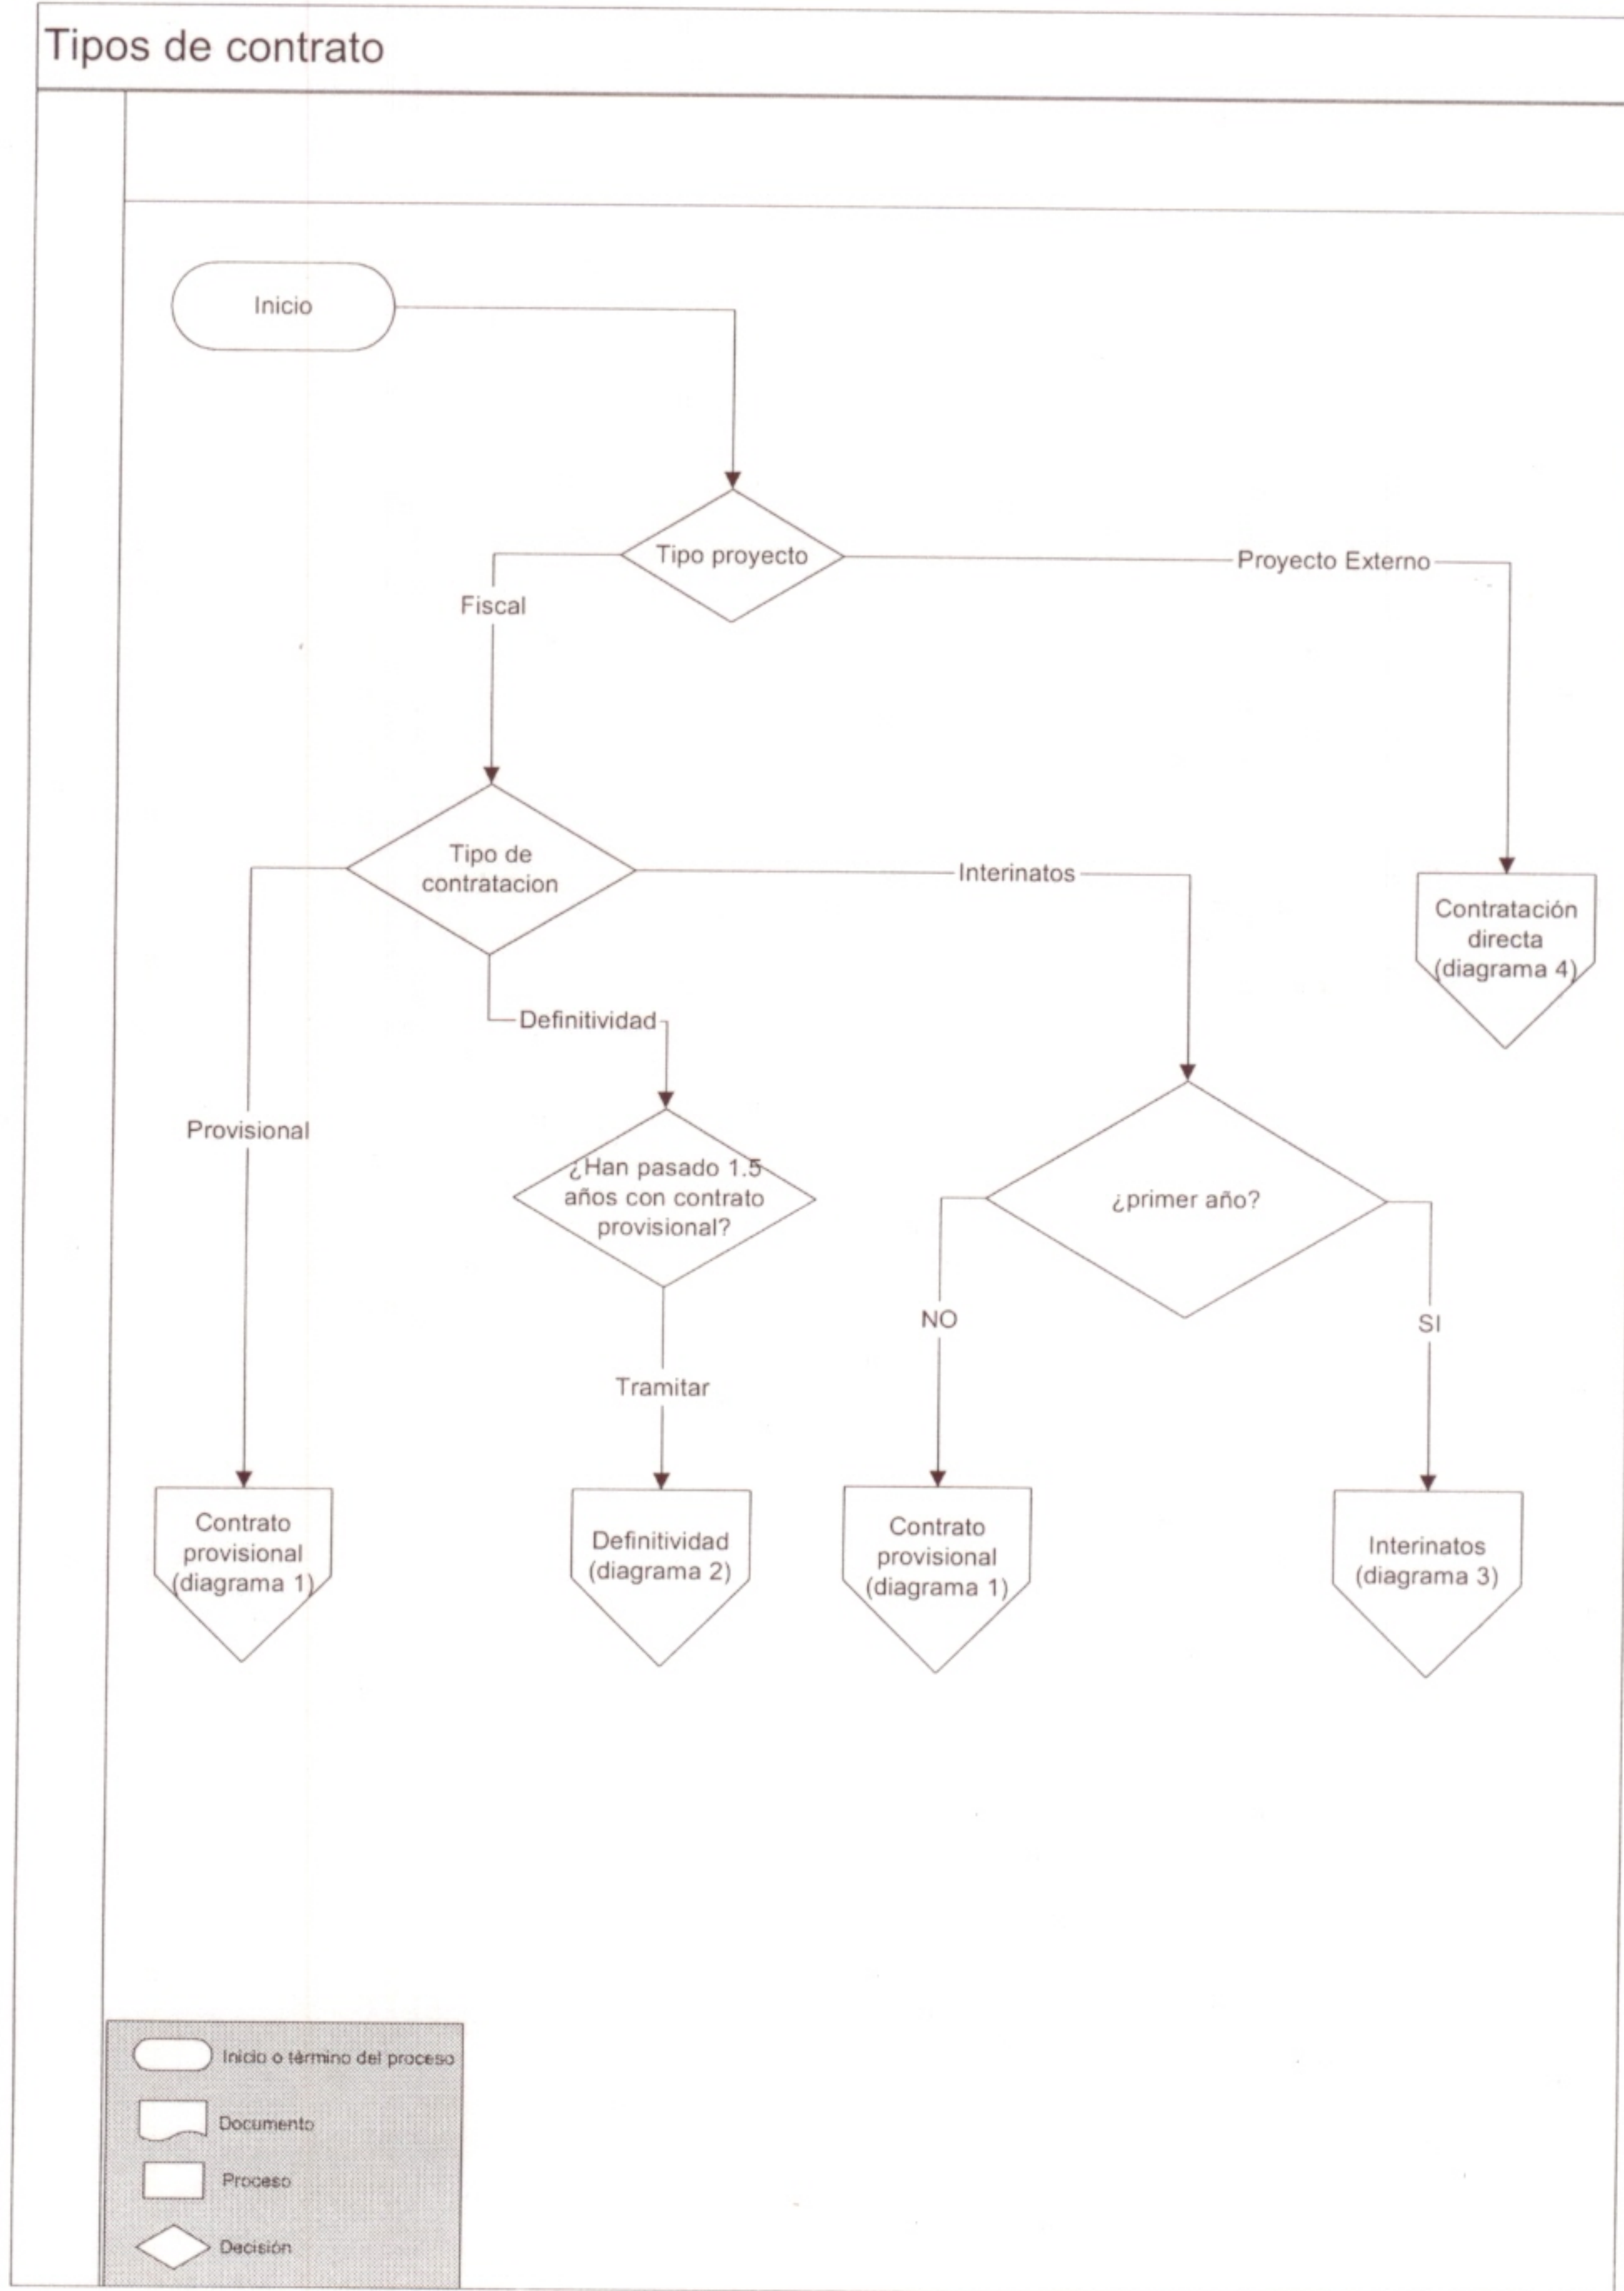 Tipos de contrato
Inicio
Tipo proyecto
Proyecto Externo
Fiscal
Tipo de
contratacion
Interinatos
Contratación
directa
(diagrama 4)
Definitividad
Provisional
¿Han pasado 1.5
años con contrato
provisional?
¿primer año?
NO
SI
Tramitar
Contrato
provisional
(diagrama 1)
Definitividad
(diagrama 2)
Contrato
provisional
(diagrama 1)
Interinatos
(diagrama 3)
Inicio o término del proceso
Documento
Proceso
Decisión